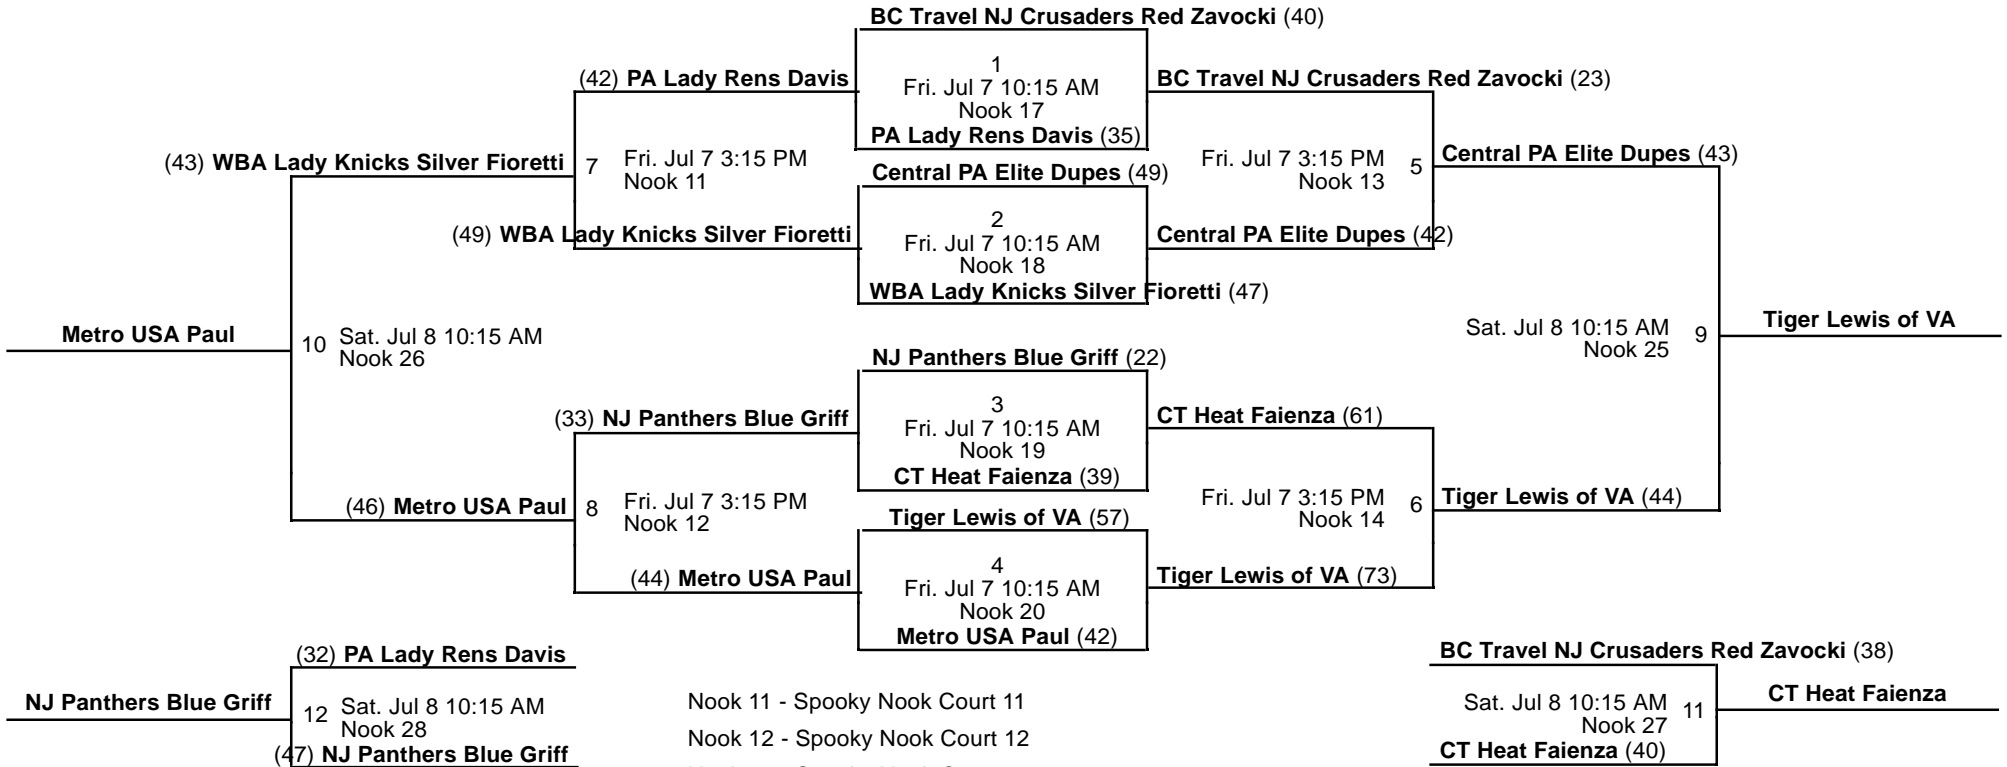 BC Travel NJ Crusaders Red Zavocki (40)
1
(42) PA Lady Rens Davis
Fri. Jul 7 10:15 AM
BC Travel NJ Crusaders Red Zavocki (23)
Nook 17
PA Lady Rens Davis (35)
(43) WBA Lady Knicks Silver Fioretti
7 Fri. Jul 7 3:15 PM
Nook 11
Central PA Elite Dupes (49)
Fri. Jul 7 3:15 PM 5
Nook 13
Central PA Elite Dupes (43)
2
(49) WBA Lady Knicks Silver Fioretti
Fri. Jul 7 10:15 AM
Central PA Elite Dupes (42)
Nook 18
WBA Lady Knicks Silver Fioretti (47)
Metro USA Paul
10 Sat. Jul 8 10:15 AM
Nook 26
Sat. Jul 8 10:15 AM 9
Nook 25
Tiger Lewis of VA
NJ Panthers Blue Griff (22)
3
(33) NJ Panthers Blue Griff
Fri. Jul 7 10:15 AM
CT Heat Faienza (61)
Nook 19
CT Heat Faienza (39)
(46) Metro USA Paul
8 Fri. Jul 7 3:15 PM
Nook 12
Fri. Jul 7 3:15 PM 6
Nook 14
Tiger Lewis of VA (44)
Tiger Lewis of VA (57)
4
(44) Metro USA Paul
Fri. Jul 7 10:15 AM
Tiger Lewis of VA (73)
Nook 20
Metro USA Paul (42)
(32) PA Lady Rens Davis
NJ Panthers Blue Griff
12 Sat. Jul 8 10:15 AM
Nook 28
(47) NJ Panthers Blue Griff
Nook 11 - Spooky Nook Court 11
Nook 12 - Spooky Nook Court 12
BC Travel NJ Crusaders Red Zavocki (38)
Sat. Jul 8 10:15 AM 11
Nook 27
CT Heat Faienza
CT Heat Faienza (40)